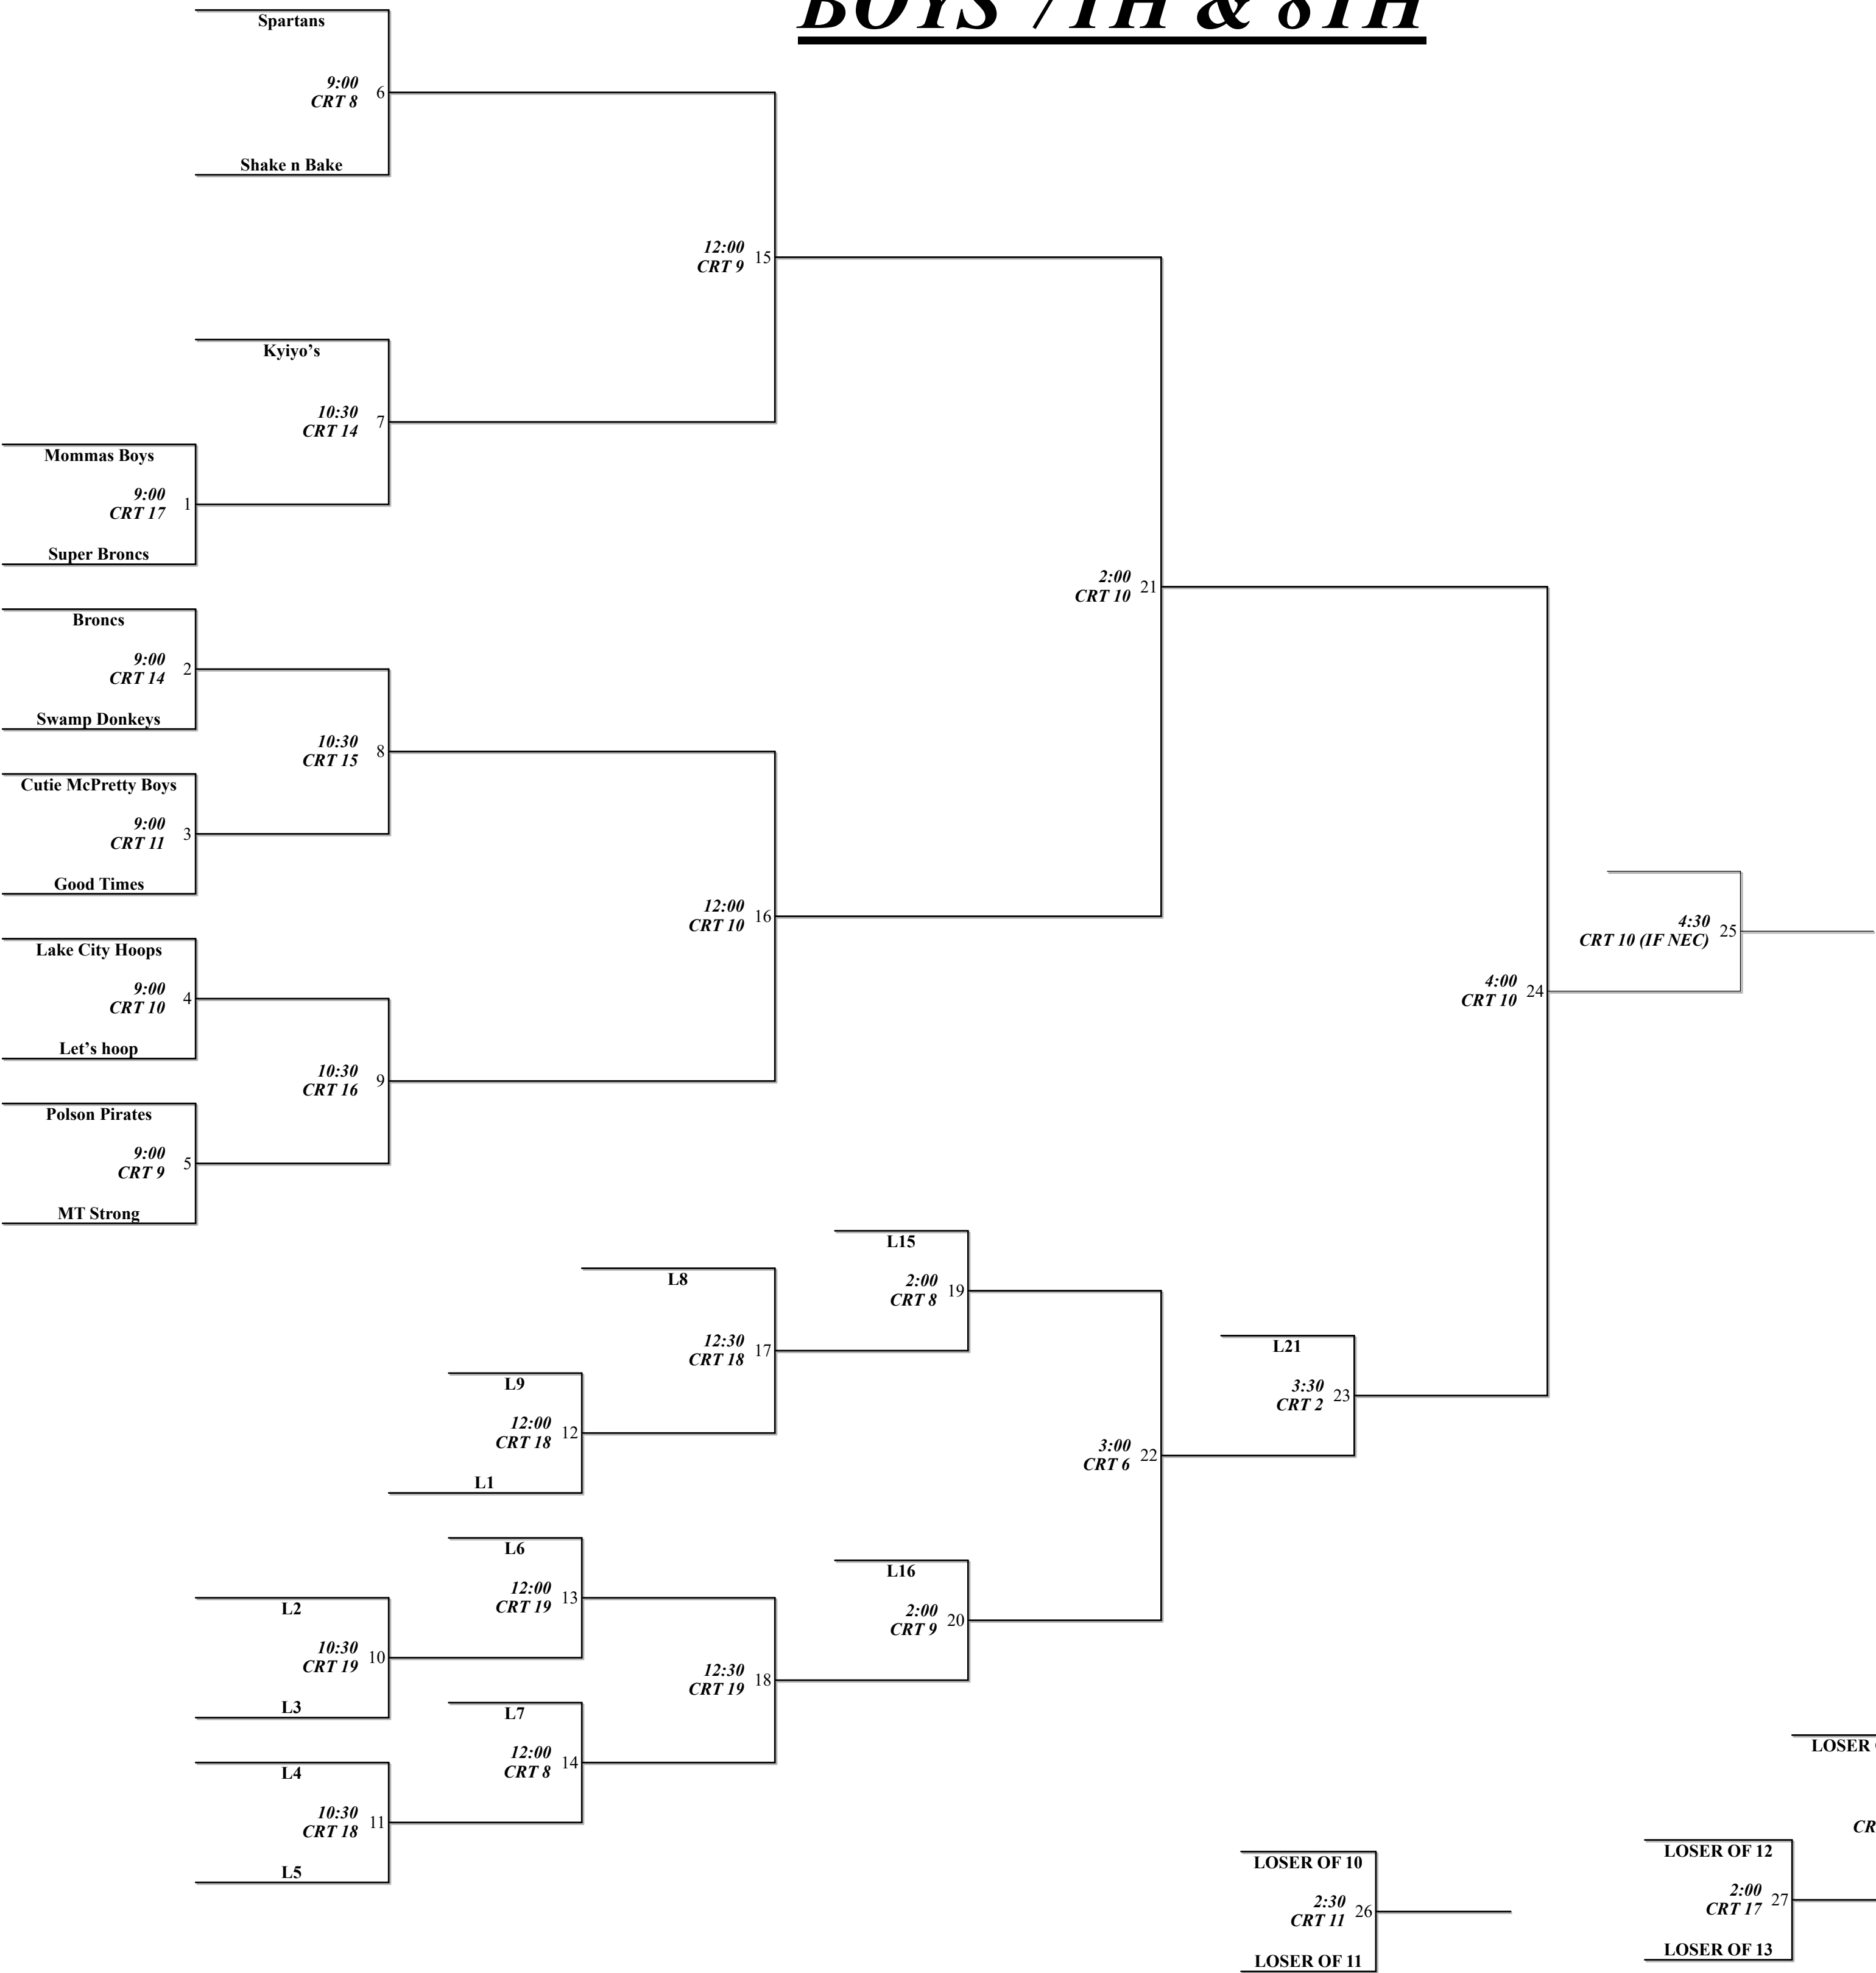 BOYS 7TH & 8TH
Spartans
9:00
CRT 8
6
Shake n Bake
12:00
CRT 9
15
Kyiyo’s
10:30
CRT 14
7
Mommas Boys
9:00
CRT 17
1
Super Broncs
2:00
CRT 10
21
Broncs
9:00
CRT 14
2
Swamp Donkeys
10:30
CRT 15
8
Cutie McPretty Boys
9:00
CRT 11
3
Good Times
12:00
CRT 10
16
4:30
CRT 10 (IF NEC)
25
Lake City Hoops
9:00
CRT 10
4
Let’s hoop
4:00
CRT 10
24
10:30
CRT 16
9
Polson Pirates
9:00
CRT 9
5
MT Strong
L15
2:00
CRT 8
19
L8
12:30
CRT 18
17
L21
3:30
CRT 2
23
L9
12:00
CRT 18
12
L1
3:00
CRT 6
22
L6
12:00
CRT 19
13
L16
2:00
CRT 9
20
L2
10:30
CRT 19
10
L3
12:30
CRT 19
18
L7
12:00
CRT 8
14
L4
10:30
CRT 18
11
L5
LOSER
CR
LOSER OF 10
2:30
CRT 11
26
LOSER OF 11
LOSER OF 12
2:00
CRT 17
27
LOSER OF 13